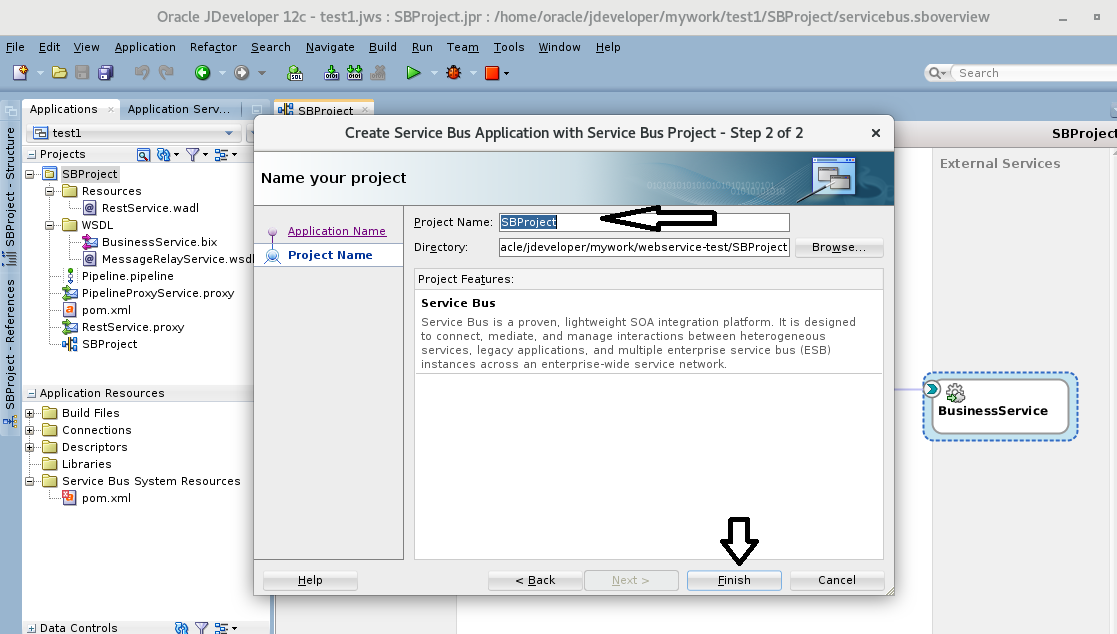 Oracle JDeveloper 12c - test1.jws : SBProject.jpr : /home/oracle/jdeveloper/mywork/test1/SBProject/servicebus.sboverview
File Edit View Application Refactor Search Navigate Build Run Team Tools Window Help
Search
Applications
Application Serv...
SBProject
test1
Projects
SBProject
Resources
RestService.wadl
WSDL
BusinessService.bix
MessageRelayService.wsdl
Pipeline.pipeline
PipelineProxyService.proxy
pom.xml
RestService.proxy
SBProject
Application Resources
Build Files
Connections
Descriptors
Libraries
Service Bus System Resources
pom.xml
Data Controls
SBProject - Structure
SBProject - References
Create Service Bus Application with Service Bus Project - Step 2 of 2
Name your project
Application Name
Project Name
Project Name: SBProject
Directory: acle/jdeveloper/mywork/webservice-test/SBProject Browse...
Project Features:
Service Bus
Service Bus is a proven, lightweight SOA integration platform. It is designed
to connect, mediate, and manage interactions between heterogeneous
services, legacy applications, and multiple enterprise service bus (ESB)
instances across an enterprise-wide service network.
Help < Back Next > Finish Cancel
SBProject
External Services
BusinessService